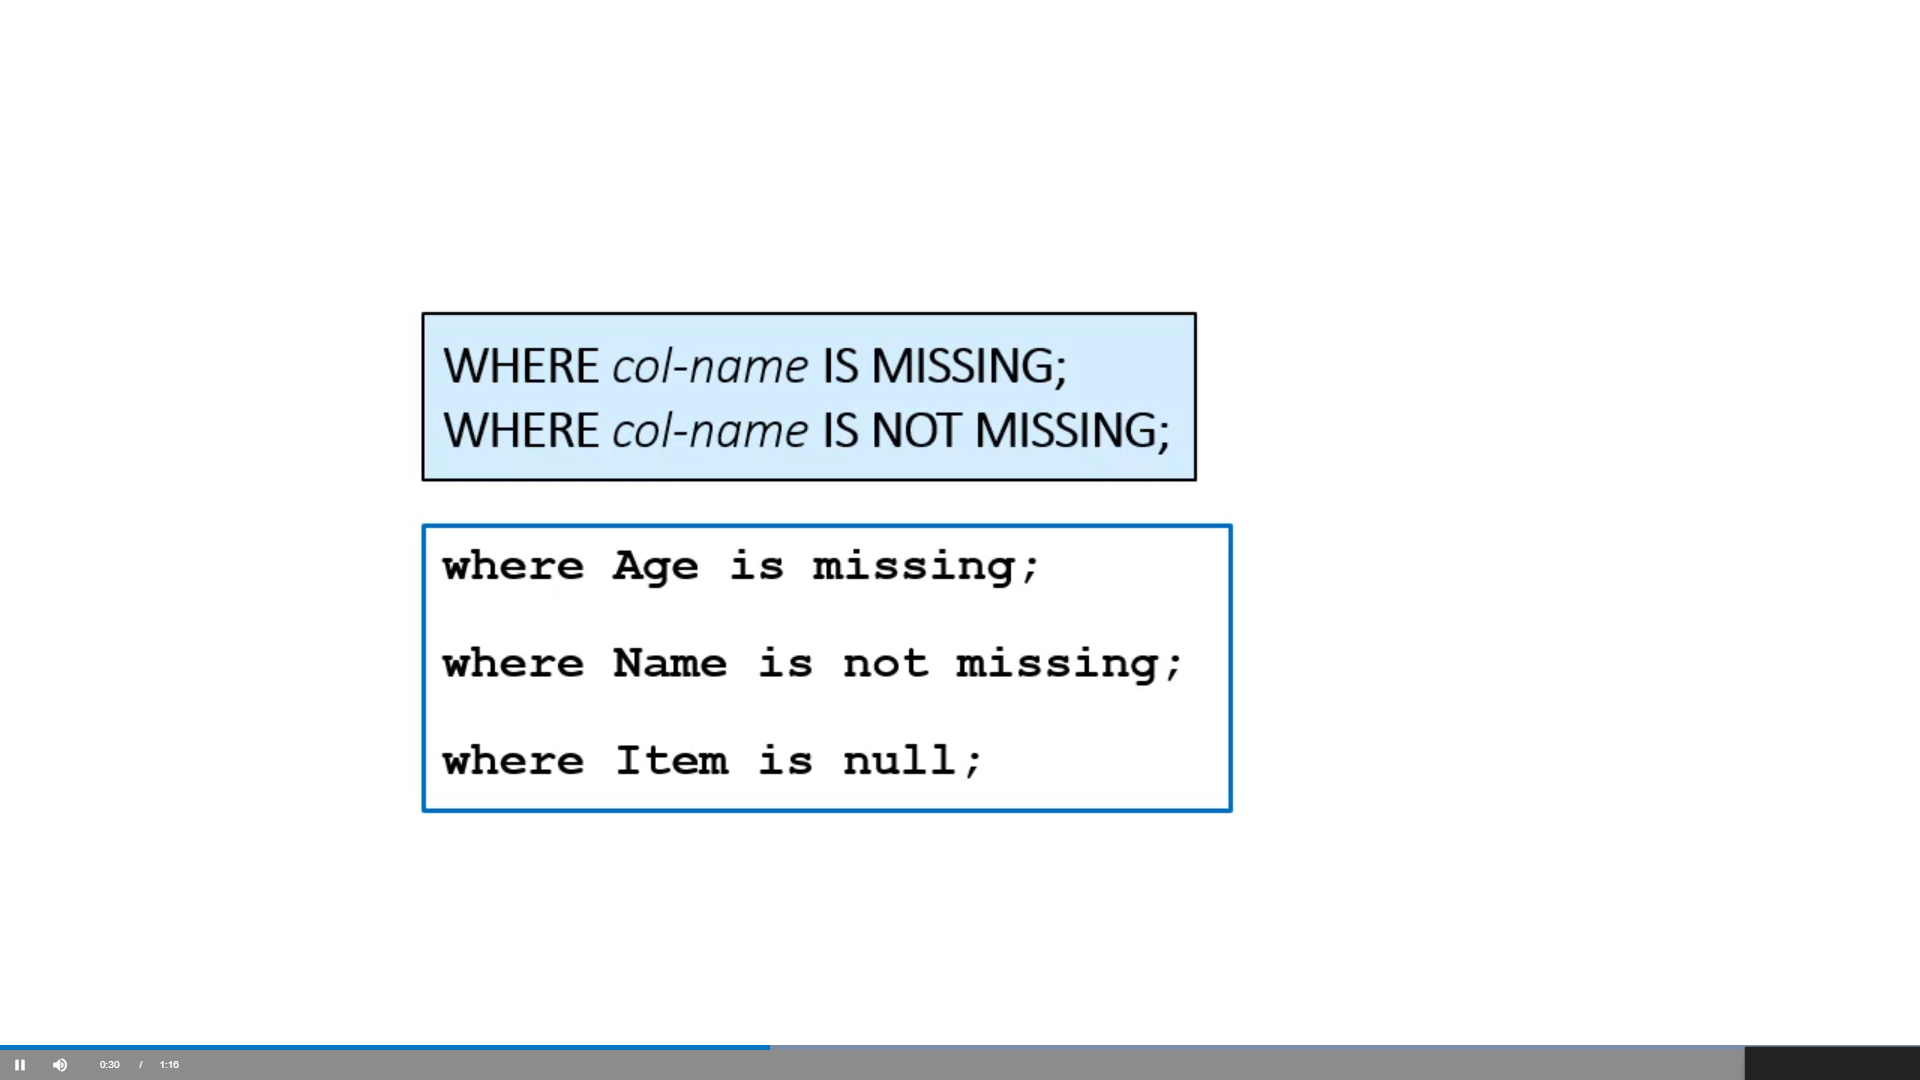 WHERE col-name IS MISSING;
WHERE col-name IS NOT MISSING;
where Age is missing;
where Name is not missing;
where Item is null;
0:30 / 1:16